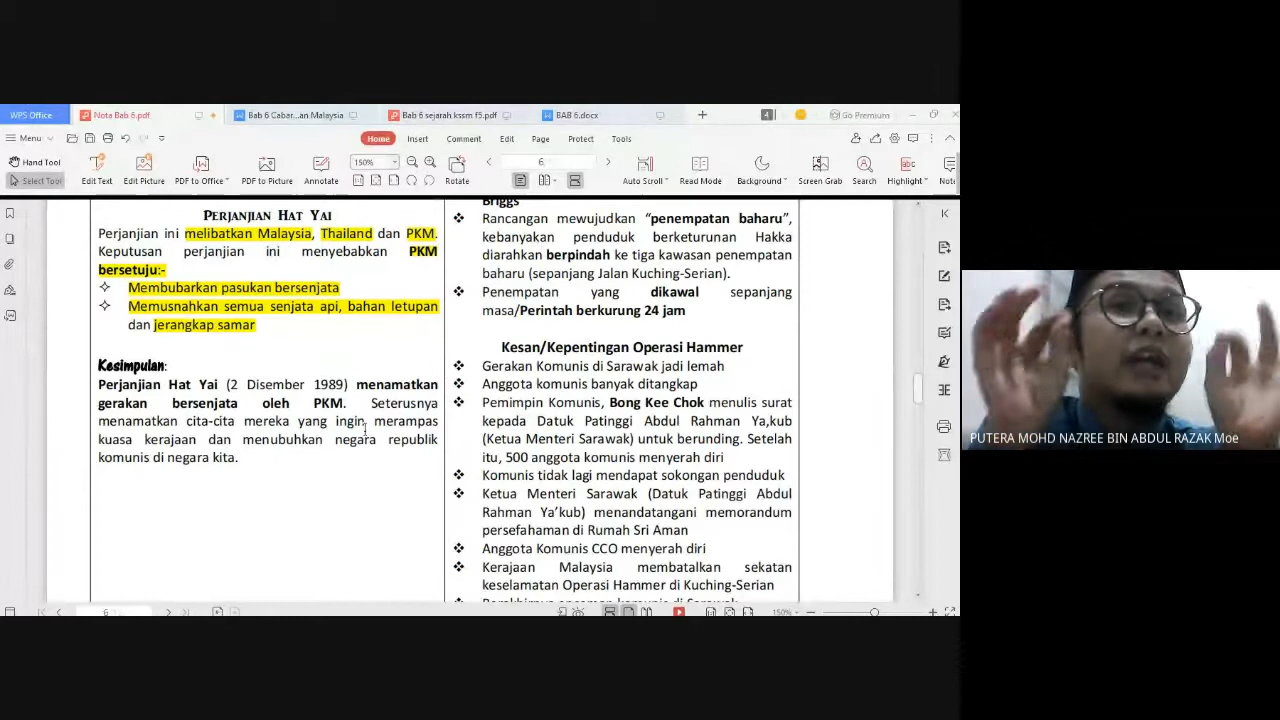 WPS Office
Nota Bab 6.pdf
Bab 6 Cabar...an Malaysia
Bab 6 sejarah kssm f5.pdf
BAB 6.docx
4
Go Premium
Menu
Home
Insert
Comment
Edit
Page
Protect
Tools
Hand Tool
Select Tool
Edit Text
Edit Picture
PDF to Office
PDF to Picture
Annotate
150%
6
Rotate
Auto Scroll
Read Mode
Background
Screen Grab
Search
Highlight
PERJANJIAN HAT YAI
Perjanjian ini melibatkan Malaysia, Thailand dan PKM.
Keputusan perjanjian ini menyebabkan PKM
bersetuju:-
Membubarkan pasukan bersenjata
Memusnahkan semua senjata api, bahan letupan
dan jerangkap samar
Kesimpulan:
Perjanjian Hat Yai (2 Disember 1989) menamatkan
gerakan bersenjata oleh PKM. Seterusnya
menamatkan cita-cita mereka yang ingin merampas
kuasa kerajaan dan menubuhkan negara republik
komunis di negara kita.
Briggs
Rancangan mewujudkan “penempatan baharu”,
kebanyakan penduduk berketurunan Hakka
diarahkan berpindah ke tiga kawasan penempatan
baharu (sepanjang Jalan Kuching-Serian).
Penempatan yang dikawal sepanjang
masa/Perintah berkurung 24 jam
Kesan/Kepentingan Operasi Hammer
Gerakan Komunis di Sarawak jadi lemah
Anggota komunis banyak ditangkap
Pemimpin Komunis, Bong Kee Chok menulis surat
kepada Datuk Patinggi Abdul Rahman Ya,kub
(Ketua Menteri Sarawak) untuk berunding. Setelah
itu, 500 anggota komunis menyerah diri
Komunis tidak lagi mendapat sokongan penduduk
Ketua Menteri Sarawak (Datuk Patinggi Abdul
Rahman Ya’kub) menandatangani memorandum
persefahaman di Rumah Sri Aman
Anggota Komunis CCO menyerah diri
Kerajaan Malaysia membatalkan sekatan
keselamatan Operasi Hammer di Kuching-Serian
6
150%
PUTERA MOHD NAZREE BIN ABDUL RAZAK Moe